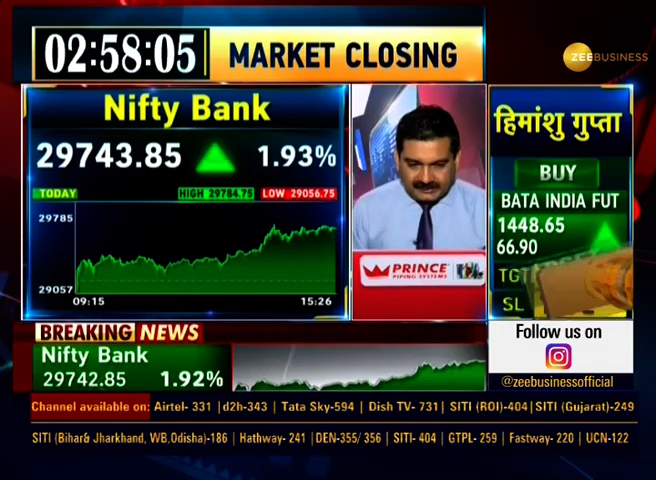 02:58:05
MARKET CLOSING
ZEE BUSINESS
Nifty Bank
29743.85 1.93%
TODAY HIGH 29784.75 LOW 29056.75
29785
29057
09:15 15:26
PRINCE
PIPING SYSTEMS
हिमांशु गुप्ता
BUY
BATA INDIA FUT
1448.65
66.90
SL
BREAKING NEWS
Nifty Bank
29742.85 1.92%
Follow us on
@zeebusinessofficial
Channel available on: Airtel- 331 | d2h-343 | Tata Sky-594 | Dish TV- 731| SITI (ROI)-404| SITI (Gujarat)-249
SITI (Bihar& Jharkhand, WB,Odisha)-186 | Hathway- 241 |DEN-355/ 356 | SITI- 404 | GTPL- 259 | Fastway- 220 | UCN-122